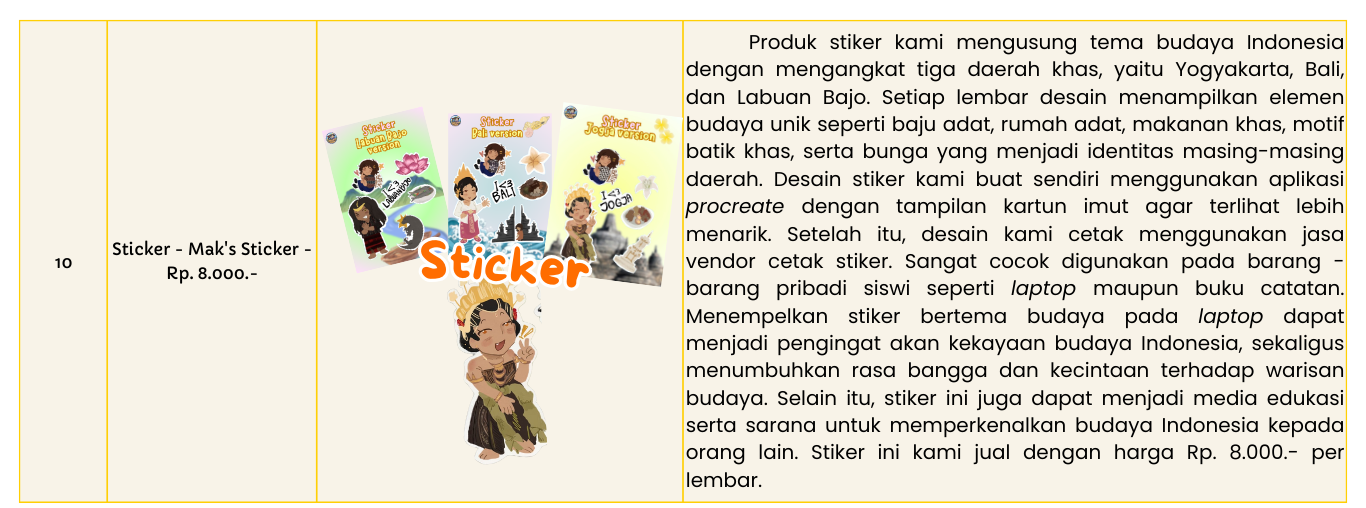 10
Sticker - Mak's Sticker -
Rp. 8.000.-
Sticker
Labuan Bajo
version
I <3
LABUANBJO
Sticker
Bali version
I <3
BALI
Sticker
Jogja version
I <3
JOGJA
Sticker
Produk stiker kami mengusung tema budaya Indonesia
dengan mengangkat tiga daerah khas, yaitu Yogyakarta, Bali,
dan Labuan Bajo. Setiap lembar desain menampilkan elemen
budaya unik seperti baju adat, rumah adat, makanan khas, motif
batik khas, serta bunga yang menjadi identitas masing-masing
daerah. Desain stiker kami buat sendiri menggunakan aplikasi
procreate dengan tampilan kartun imut agar terlihat lebih
menarik. Setelah itu, desain kami cetak menggunakan jasa
vendor cetak stiker. Sangat cocok digunakan pada barang -
barang pribadi siswi seperti laptop maupun buku catatan.
Menempelkan stiker bertema budaya pada laptop dapat
menjadi pengingat akan kekayaan budaya Indonesia, sekaligus
menumbuhkan rasa bangga dan kecintaan terhadap warisan
budaya. Selain itu, stiker ini juga dapat menjadi media edukasi
serta sarana untuk memperkenalkan budaya Indonesia kepada
orang lain. Stiker ini kami jual dengan harga Rp. 8.000.- per
lembar.